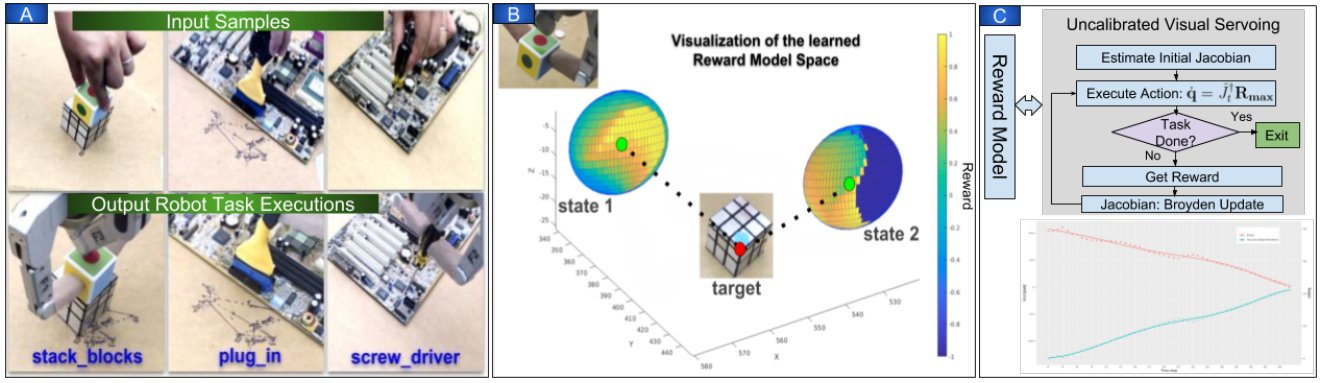 A
Input Samples
Output Robot Task Executions
stack_blocks
plug_in
screw_driver
B
Visualization of the learned
Reward Model Space
state 1
state 2
target
-5
-10
-15
-20
-25
Z
340
350
360
370
380
390
400
410
420
430
440
Y
580
570
560
550
540
530
X
1
0.8
0.6
0.4
0.2
0
-0.2
-0.4
-0.6
-0.8
-1
Reward
C
Reward Model
Uncalibrated Visual Servoing
Estimate Initial Jacobian
Execute Action: q̇ = Ĵ_t^† R_max
Task
Done?
Yes
Exit
No
Get Reward
Jacobian: Broyden Update